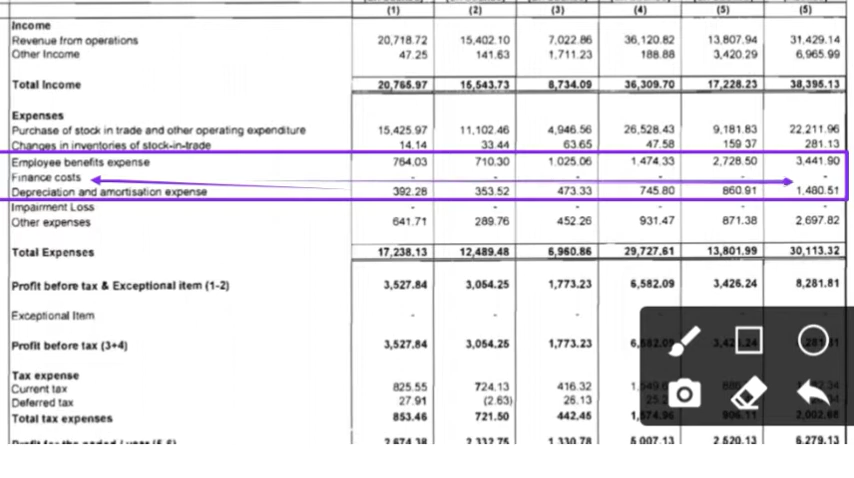 (1) (2) (3) (4) (5) (5)
Income
Revenue from operations 20,718.72 15,402.10 7,022.86 36,120.82 13,807.94 31,429.14
Other Income 47.25 141.63 1,711.23 188.88 3,420.29 6,965.99
Total Income 20,765.97 15,543.73 8,734.09 36,309.70 17,228.23 38,395.13
Expenses
Purchase of stock in trade and other operating expenditure 15,425.97 11,102.46 4,946.56 26,528.43 9,181.83 22,211.96
Changes in inventories of stock-in-trade 14.14 33.44 63.65 47.58 159.37 281.13
Employee benefits expense 764.03 710.30 1,025.06 1,474.33 2,728.50 3,441.90
Finance costs - - - - - -
Depreciation and amortisation expense 392.28 353.52 473.33 745.80 860.91 1,480.51
Impairment Loss - - - - - -
Other expenses 641.71 289.76 452.26 931.47 871.38 2,697.82
Total Expenses 17,238.13 12,489.48 6,960.86 29,727.61 13,801.99 30,113.32
Profit before tax & Exceptional item (1-2) 3,527.84 3,054.25 1,773.23 6,582.09 3,426.24 8,281.81
Exceptional Item - - - -
Profit before tax (3+4) 3,527.84 3,054.25 1,773.23
Tax expense
Current tax 825.55 724.13 416.32
Deferred tax 27.91 (2.63) 26.13
Total tax expenses 853.46 721.50 442.45 1,574.96 906.11 2,002.68
2,674.38 2,332.75 1,330.78 5,007.13 2,520.13 6,279.13